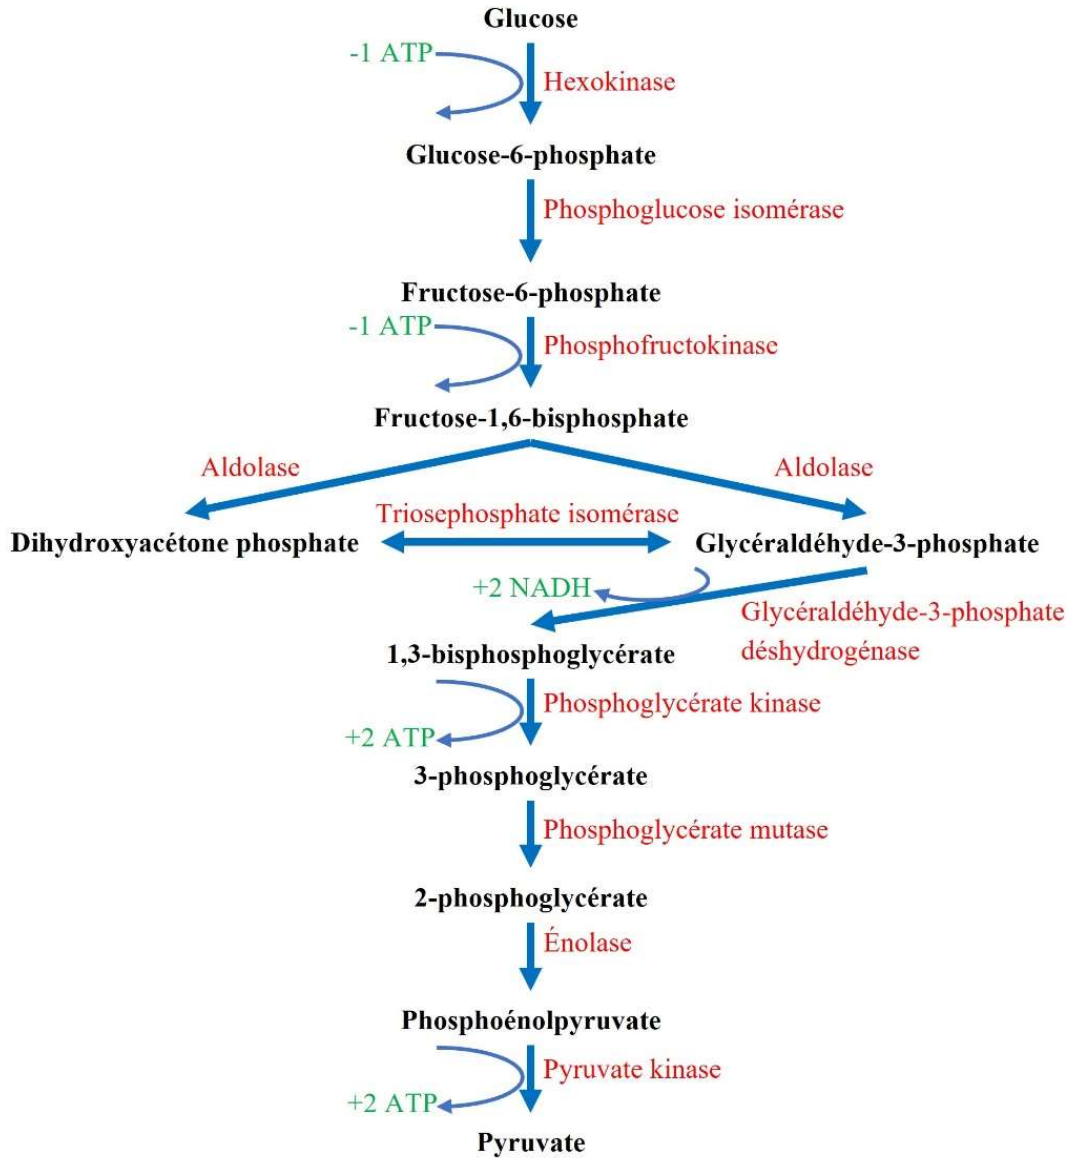 Glucose
-1 ATP
Hexokinase
Glucose-6-phosphate
Phosphoglucose isomérase
Fructose-6-phosphate
-1 ATP
Phosphofructokinase
Fructose-1,6-bisphosphate
Aldolase
Aldolase
Triosephosphate isomérase
Dihydroxyacétone phosphate
Glycéraldéhyde-3-phosphate
+2 NADH
Glycéraldéhyde-3-phosphate
déshydrogénase
1,3-bisphosphoglycérate
Phosphoglycérate kinase
+2 ATP
3-phosphoglycérate
Phosphoglycérate mutase
2-phosphoglycérate
Énolase
Phosphoénolpyruvate
Pyruvate kinase
+2 ATP
Pyruvate